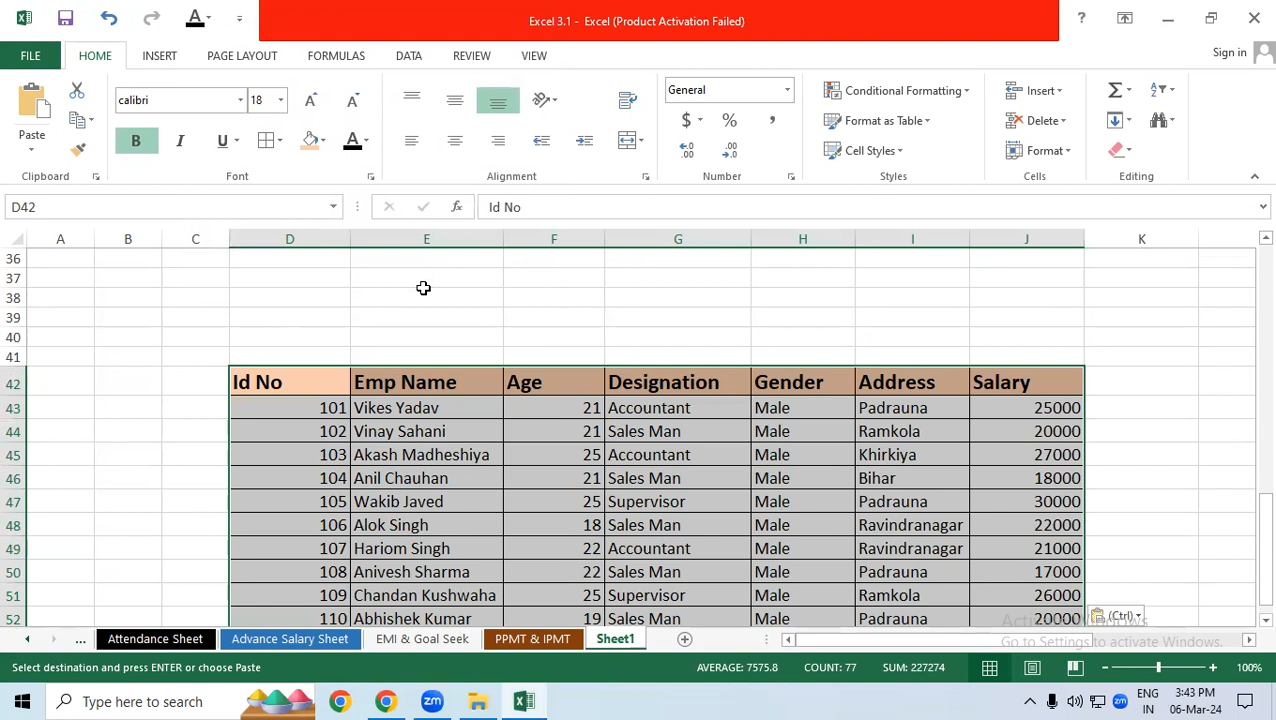 Excel 3.1 - Excel (Product Activation Failed)
?
FILE HOME INSERT PAGE LAYOUT FORMULAS DATA REVIEW VIEW Sign in
Paste
calibri 18
B I U A
General
$ % ,
Conditional Formatting
Format as Table
Cell Styles
Insert
Delete
Format
Clipboard Font Alignment Number Styles Cells Editing
D42 fx Id No
A B C D E F G H I J K
36
37
38
39
40
41
42 Id No Emp Name Age Designation Gender Address Salary
43 101 Vikes Yadav 21 Accountant Male Padrauna 25000
44 102 Vinay Sahani 21 Sales Man Male Ramkola 20000
45 103 Akash Madheshiya 25 Accountant Male Khirkiya 27000
46 104 Anil Chauhan 21 Sales Man Male Bihar 18000
47 105 Wakib Javed 25 Supervisor Male Padrauna 30000
48 106 Alok Singh 18 Sales Man Male Ravindranagar 22000
49 107 Hariom Singh 22 Accountant Male Ravindranagar 21000
50 108 Anivesh Sharma 22 Sales Man Male Padrauna 17000
51 109 Chandan Kushwaha 25 Supervisor Male Ramkola 26000
52 110 Abhishek Kumar 19 Sales Man Male Padrauna
(Ctrl)
Activate Windows
Go to Settings to activate Windows.
... Attendance Sheet Advance Salary Sheet EMI & Goal Seek PPMT & IPMT Sheet1
Select destination and press ENTER or choose Paste AVERAGE: 7575.8 COUNT: 77 SUM: 227274 100%
Type here to search
zm
zm
ENG
IN
3:43 PM
06-Mar-24